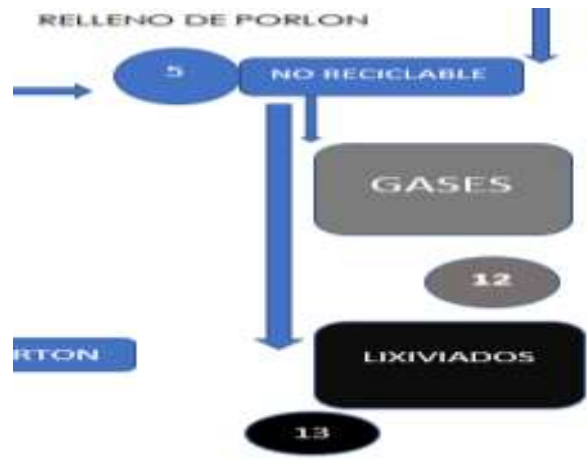 RELLENO DE PORLON
5
NO RECICLABLE
GASES
12
RTON
LIXIVIADOS
13